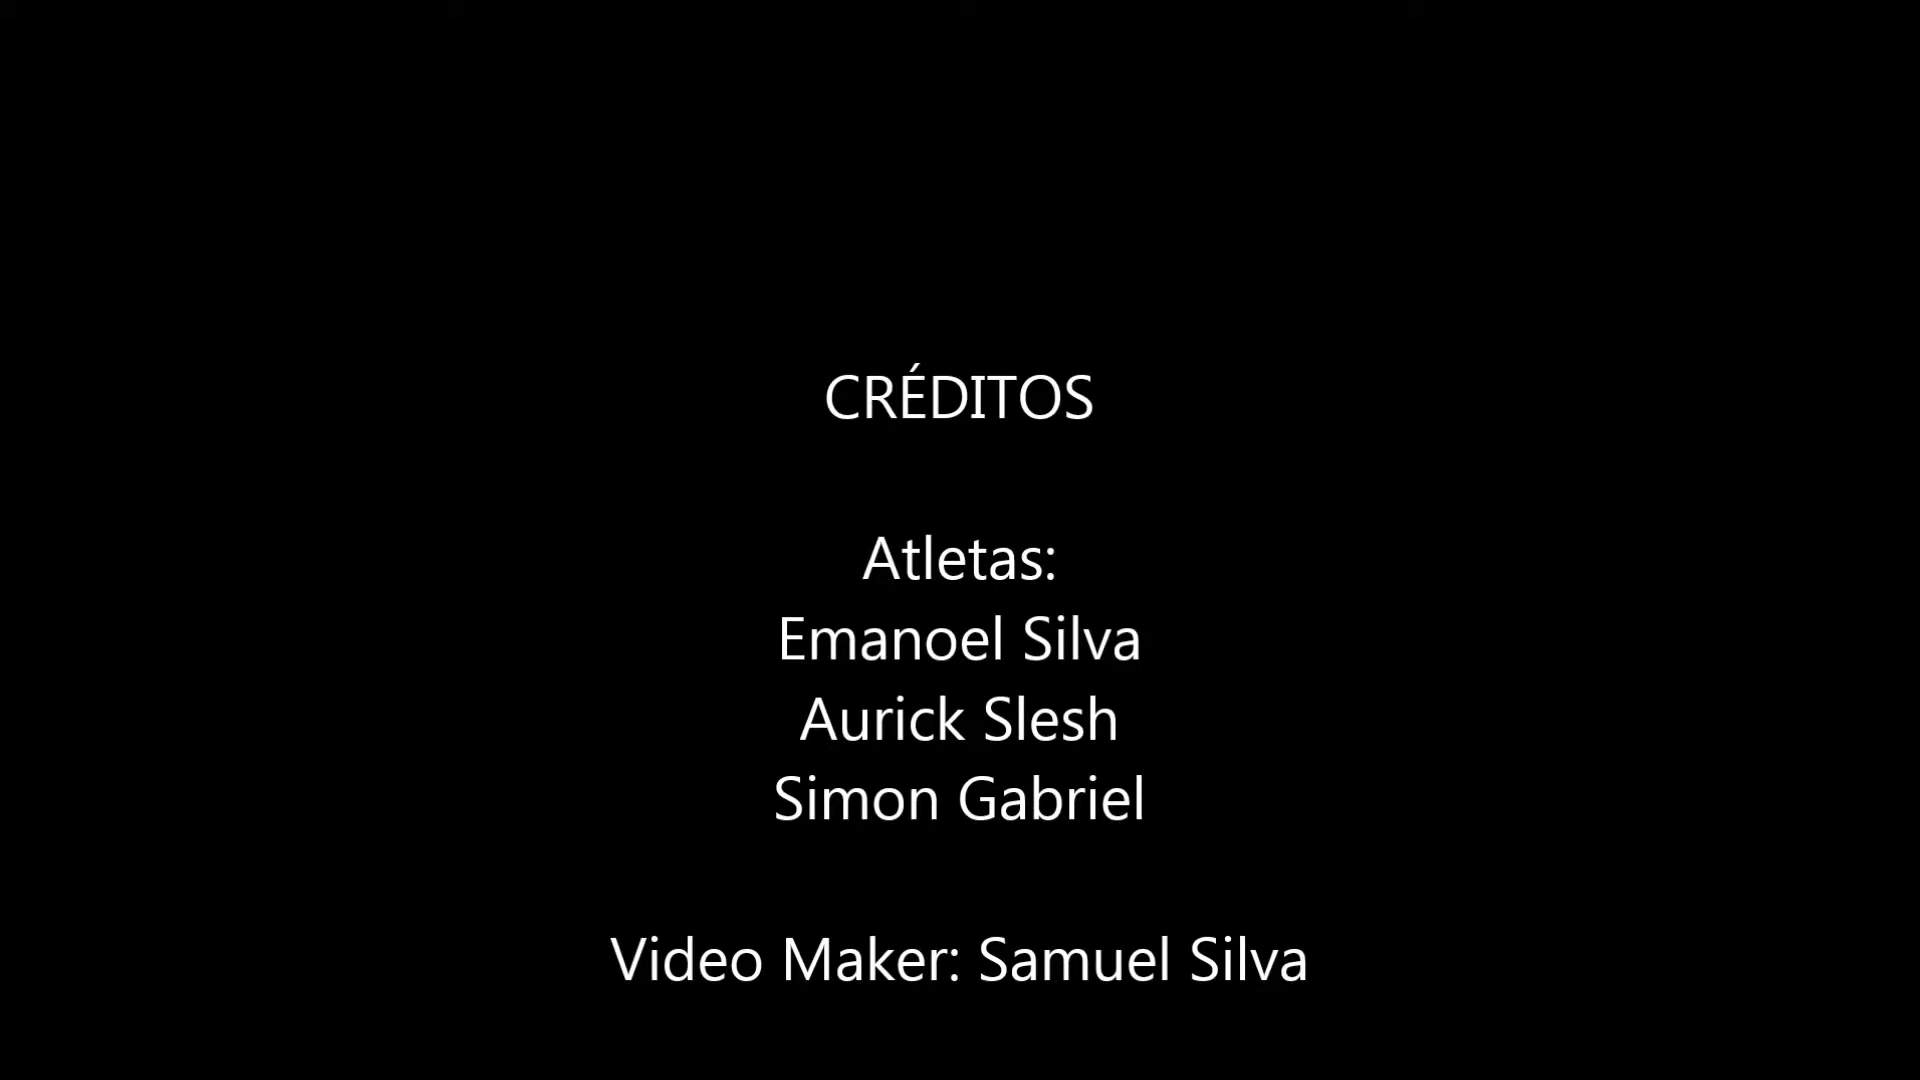 CRÉDITOS
Atletas:
Emanoel Silva
Aurick Slesh
Simon Gabriel
Video Maker: Samuel Silva